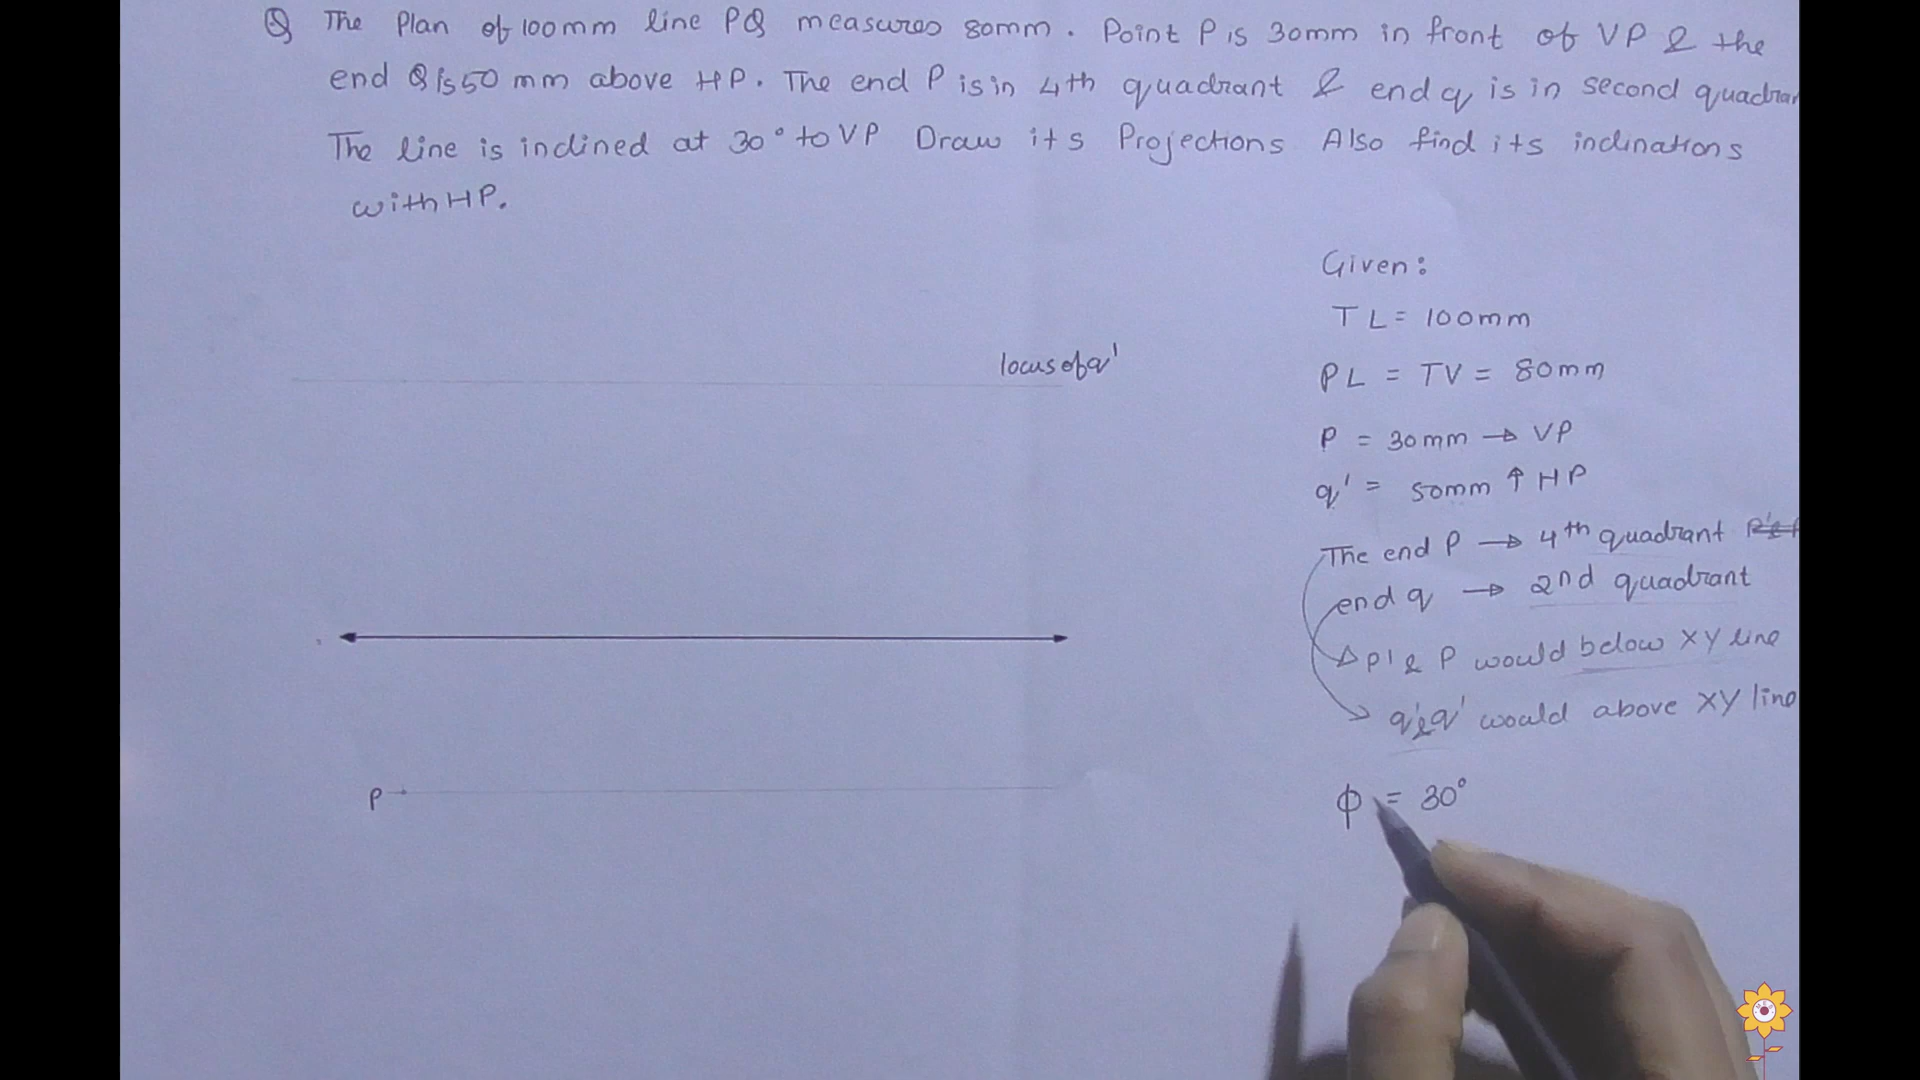 Q The Plan of 100mm line PQ measures 80mm. Point P is 30mm in front of VP & the
end Q is 50 mm above HP. The end P is in 4th quadrant & end q is in second quadran
The line is inclined at 30° to VP Draw its Projections Also find its inclinations
with HP.
Given:
TL = 100mm
PL = TV = 80mm
P = 30mm → VP
q' = 50mm ↑ HP
The end P → 4th quadrant
end q → 2nd quadrant
P' & P would below XY line
q & q' would above XY line
ϕ = 30°
locus of q'
P